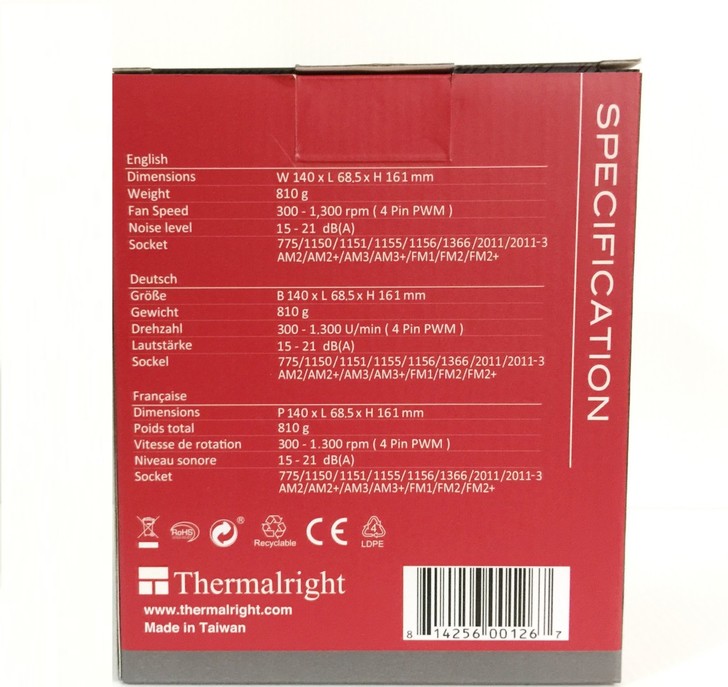 SPECIFICATION
English
Dimensions W 140 x L 68.5 x H 161 mm
Weight 810 g
Fan Speed 300 - 1,300 rpm ( 4 Pin PWM )
Noise level 15 - 21 dB(A)
Socket 775/1150/1151/1155/1156/1366/2011/2011-3
AM2/AM2+/AM3/AM3+/FM1/FM2/FM2+
Deutsch
Größe B 140 x L 68.5 x H 161 mm
Gewicht 810 g
Drehzahl 300 - 1.300 U/min ( 4 Pin PWM )
Lautstärke 15 - 21 dB(A)
Sockel 775/1150/1151/1155/1156/1366/2011/2011-3
AM2/AM2+/AM3/AM3+/FM1/FM2/FM2+
Française
Dimensions P 140 x L 68.5 x H 161 mm
Poids total 810 g
Vitesse de rotation 300 - 1.300 rpm ( 4 Pin PWM )
Niveau sonore 15 - 21 dB(A)
Socket 775/1150/1151/1155/1156/1366/2011/2011-3
AM2/AM2+/AM3/AM3+/FM1/FM2/FM2+
RoHS ® Recyclable CE 4 LDPE
Thermalright
www.thermalright.com
Made in Taiwan
8 14256 00126 7